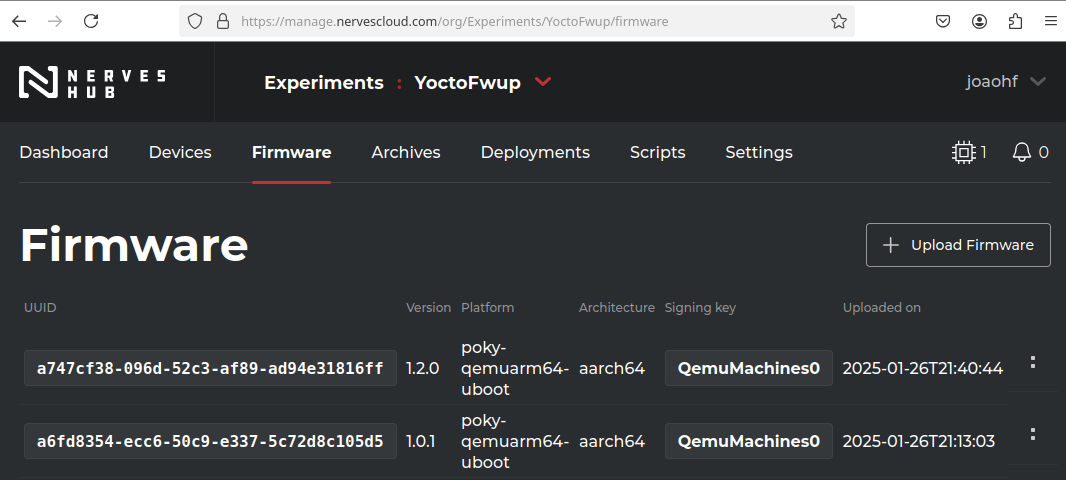 https://manage.nervescloud.com/org/Experiments/YoctoFwup/firmware
NERVES
HUB
Experiments : YoctoFwup
joaohf
Dashboard Devices Firmware Archives Deployments Scripts Settings 1 0
Firmware
Upload Firmware
UUID Version Platform Architecture Signing key Uploaded on
a747cf38-096d-52c3-af89-ad94e31816ff 1.2.0 poky-qemuarm64-uboot aarch64 QemuMachines0 2025-01-26T21:40:44
a6fd8354-ecc6-50c9-e337-5c72d8c105d5 1.0.1 poky-qemuarm64-uboot aarch64 QemuMachines0 2025-01-26T21:13:03